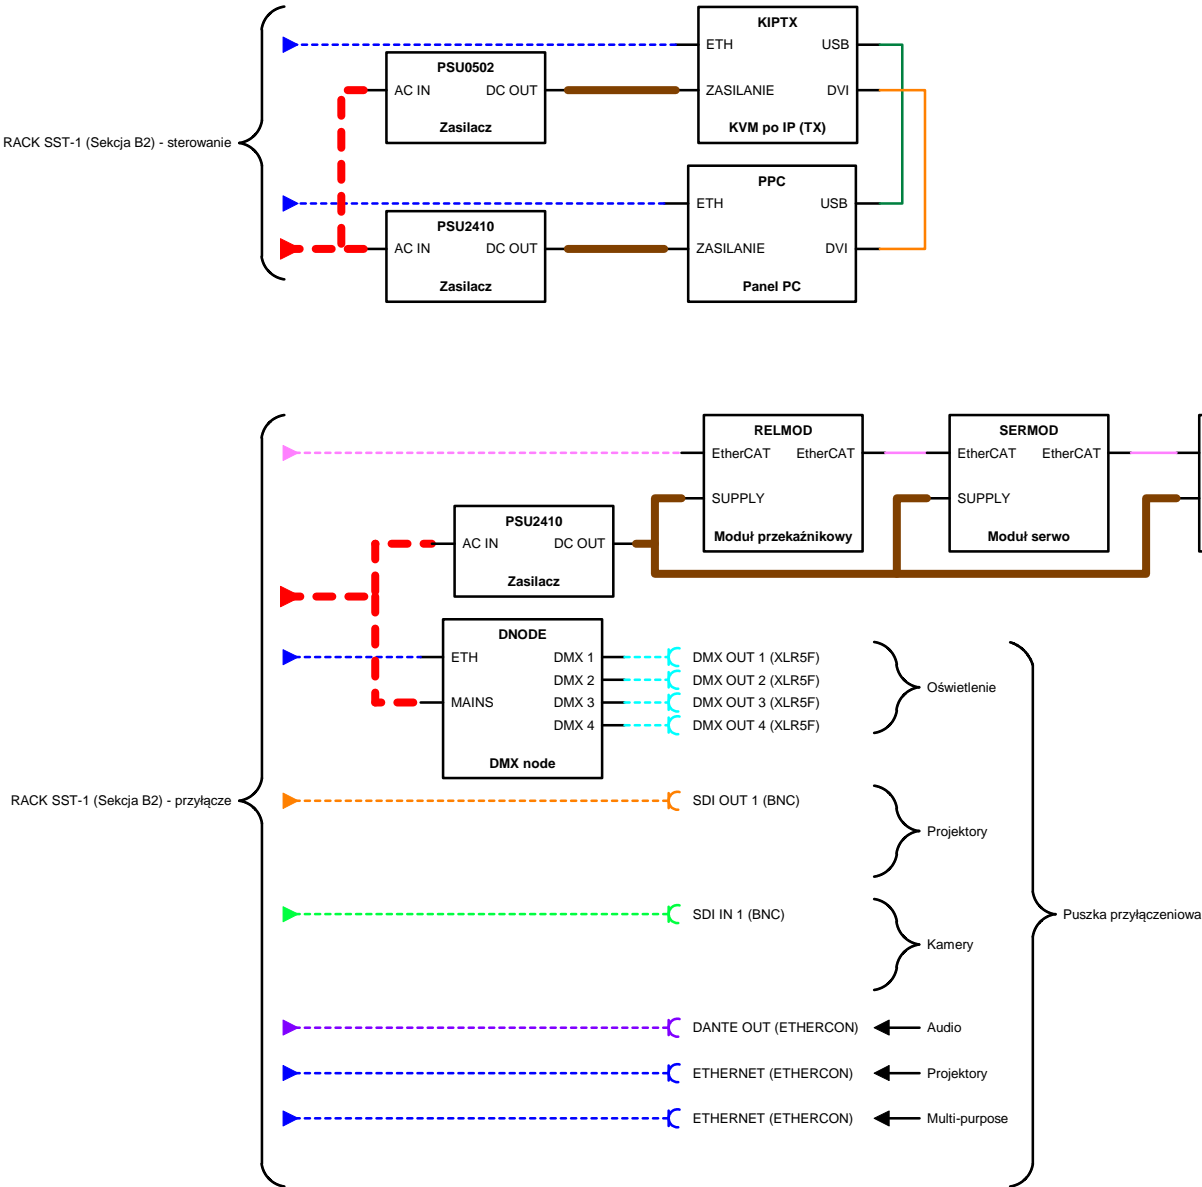 KIPTX
ETH USB
ZASILANIE DVI
KVM po IP (TX)
PSU0502
AC IN DC OUT
Zasilacz
RACK SST-1 (Sekcja B2) - sterowanie
PPC
ETH USB
ZASILANIE DVI
Panel PC
PSU2410
AC IN DC OUT
Zasilacz
RELMOD
EtherCAT EtherCAT
SUPPLY
Moduł przekaźnikowy
SERMOD
EtherCAT EtherCAT
SUPPLY
Moduł serwo
PSU2410
AC IN DC OUT
Zasilacz
DNODE
ETH DMX 1
DMX 2
MAINS DMX 3
DMX 4
DMX node
DMX OUT 1 (XLR5F)
DMX OUT 2 (XLR5F)
DMX OUT 3 (XLR5F)
DMX OUT 4 (XLR5F)
Oświetlenie
RACK SST-1 (Sekcja B2) - przyłącze
SDI OUT 1 (BNC)
Projektory
SDI IN 1 (BNC)
Kamery
Puszka przyłączeniowa
DANTE OUT (ETHERCON) Audio
ETHERNET (ETHERCON) Projektory
ETHERNET (ETHERCON) Multi-purpose